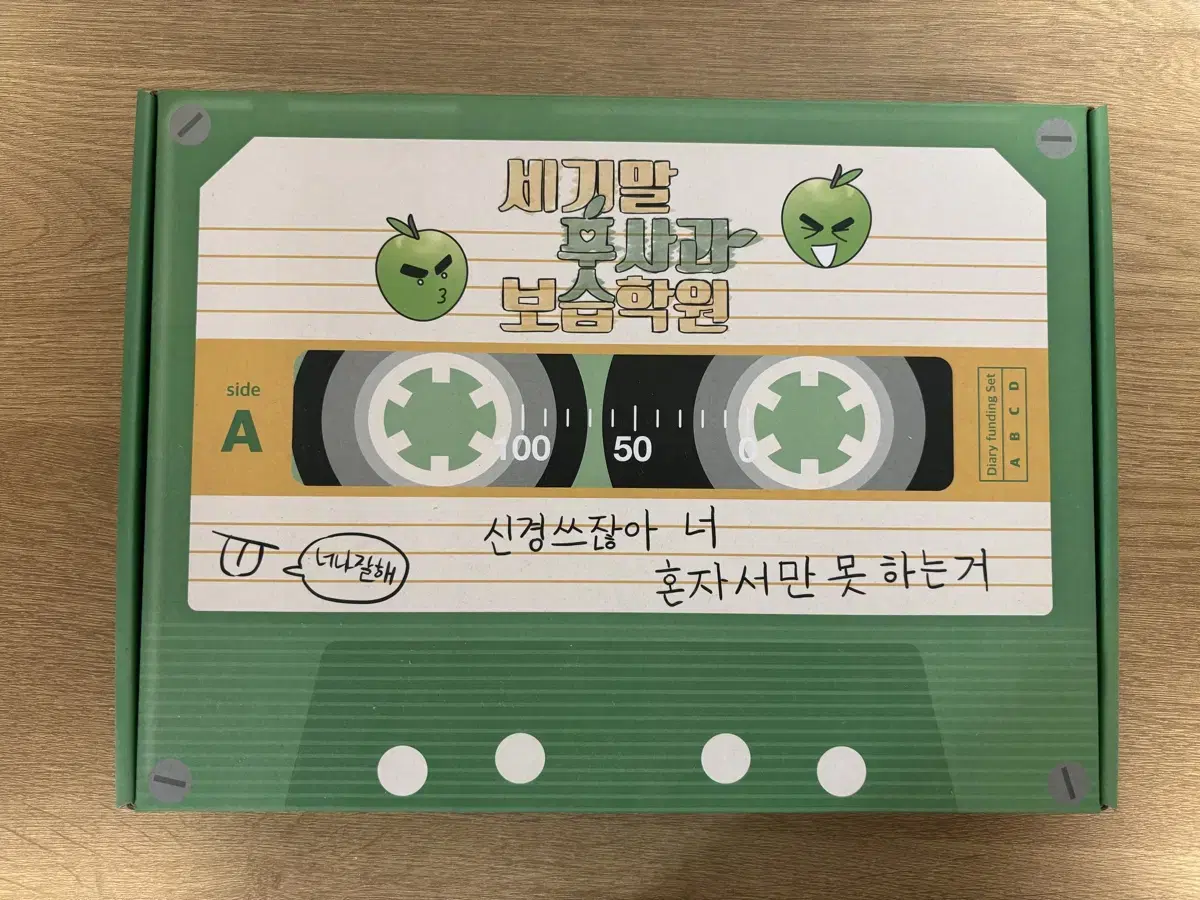 세기말
풋사과
보습학원
side
A
100 50 0
Diary funding Set
A B C D
신경쓰잖아 너
혼자서만 못 하는거
너나잘해